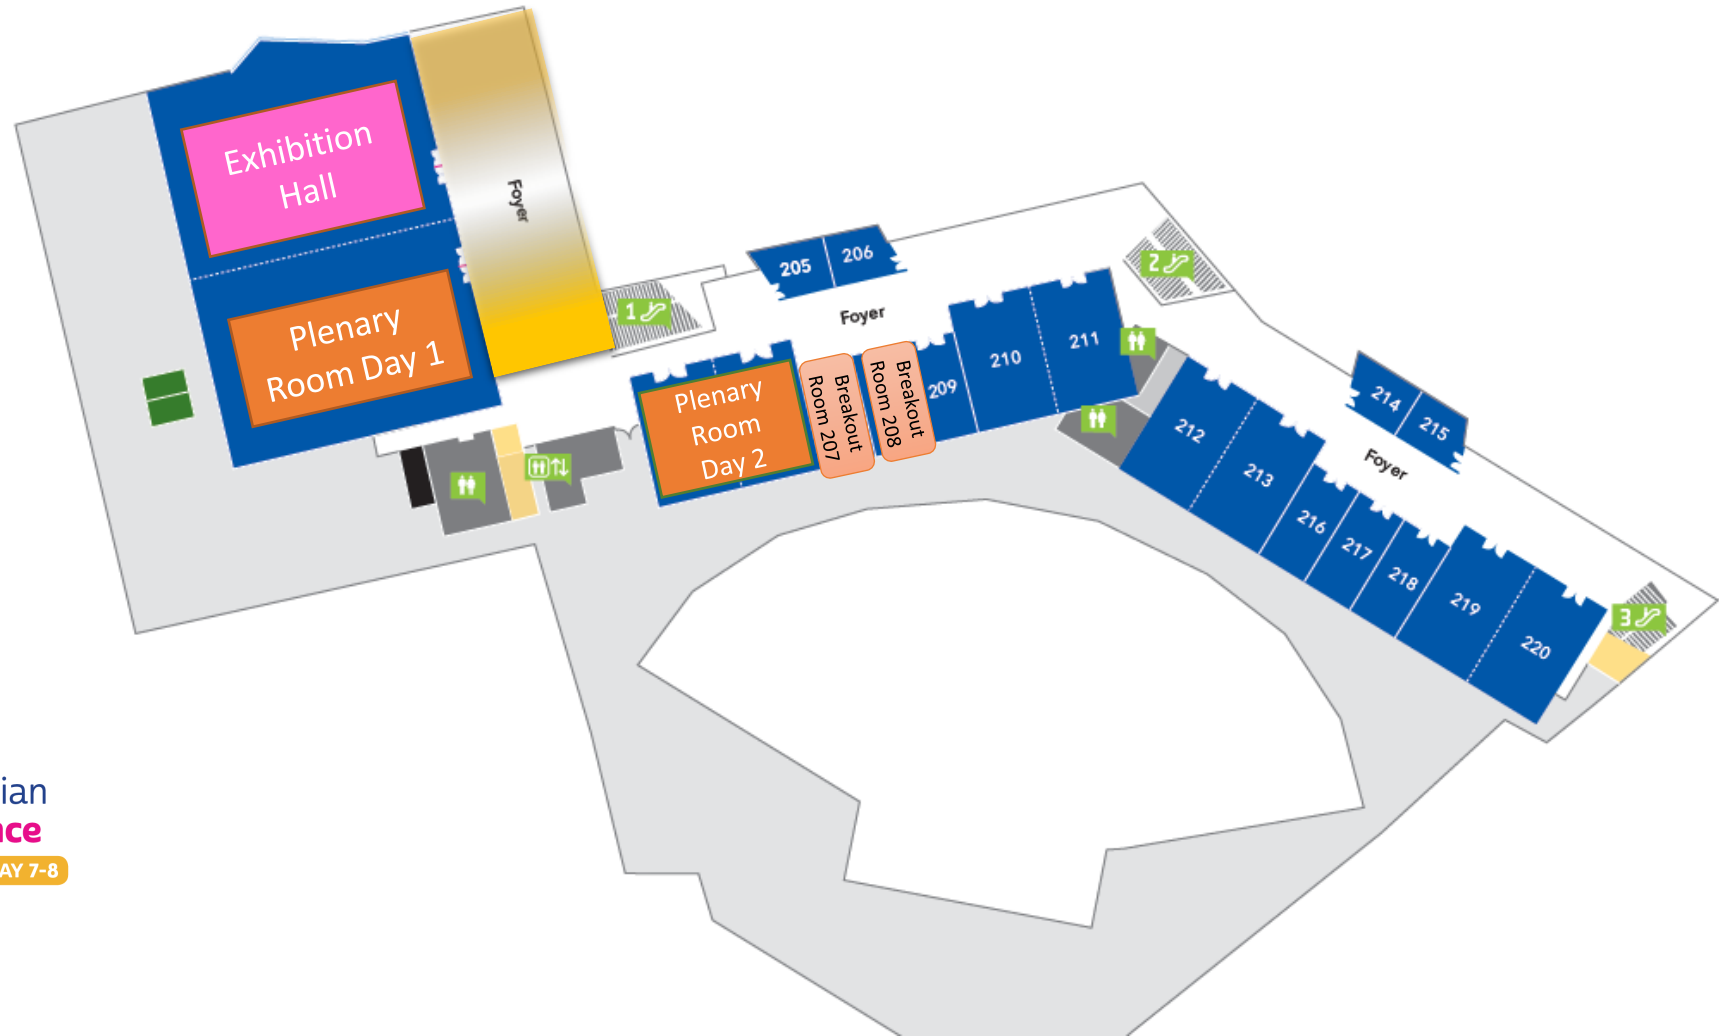 Exhibition
Hall
Foyer
Plenary
Room Day 1
1
205
206
Foyer
2
Plenary
Room
Day 2
Breakout
Room 207
Breakout
Room 208
209
210
211
212
213
214
215
Foyer
216
217
218
219
220
3
ian
nce
AY 7-8